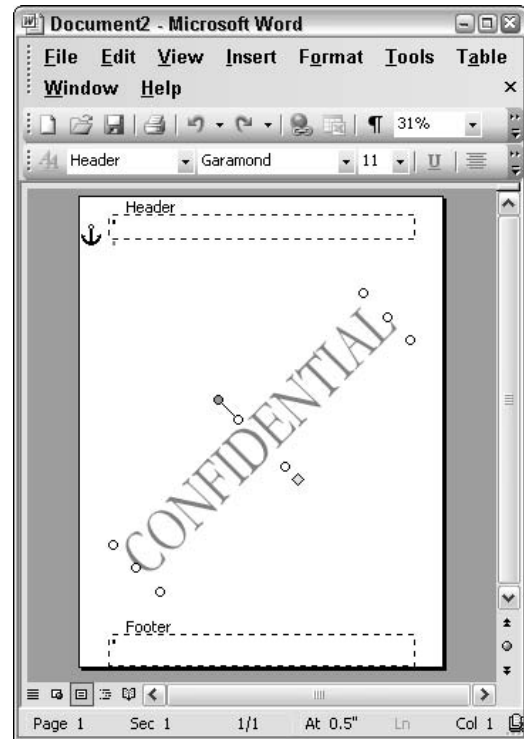 Document2 - Microsoft Word
File Edit View Insert Format Tools Table
Window Help
¶ 31%
Header Garamond 11 U
Header
CONFIDENTIAL
Footer
Page 1 Sec 1 1/1 At 0.5" Ln Col 1